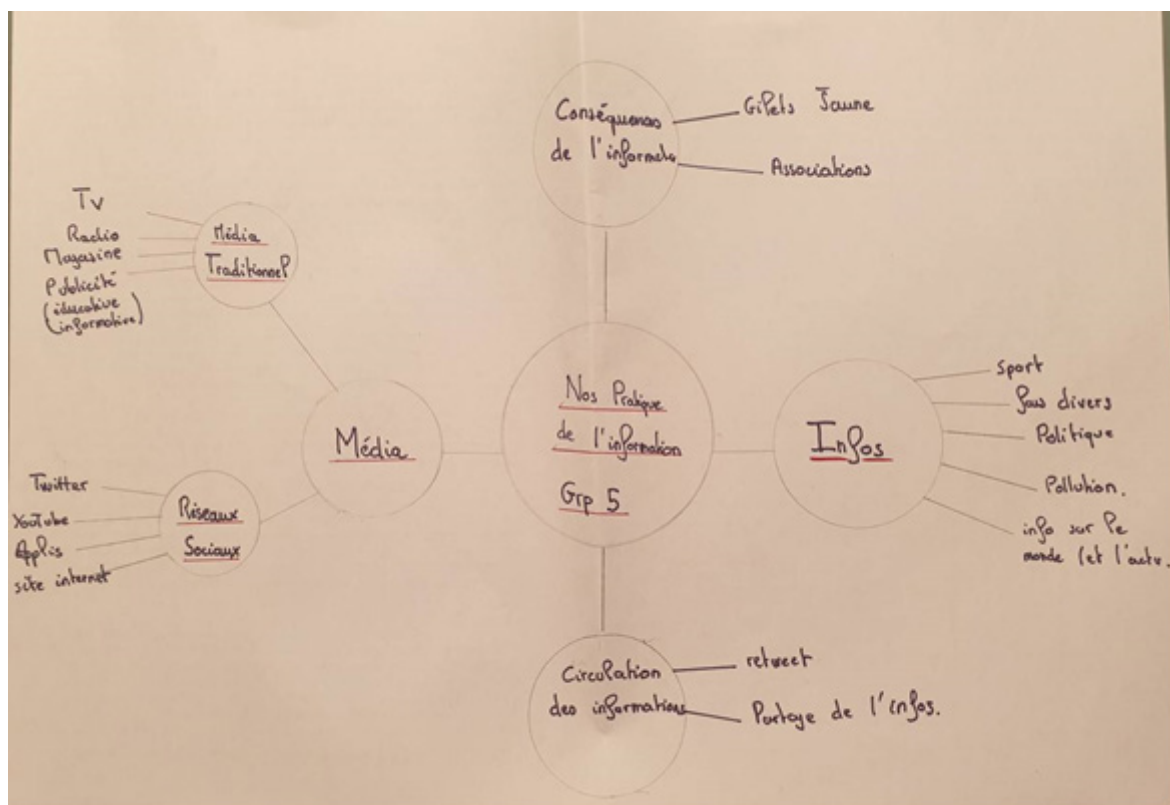 Conséquences
de l'informat
Gilets Jaune
Associations
Tv
Radio
Magasine
Publicité
(éducative
informative)
Média
Traditionnel
Média
Twitter
YouTube
Applis
site internet
Réseaux
Sociaux
Nos Pratique
de l'information
Grp 5
Infos
sport
faus divers
Politique
Pollution.
info sur le
monde (et l'actu.
Circulation
des informations
retweet
Partage de l'infos.